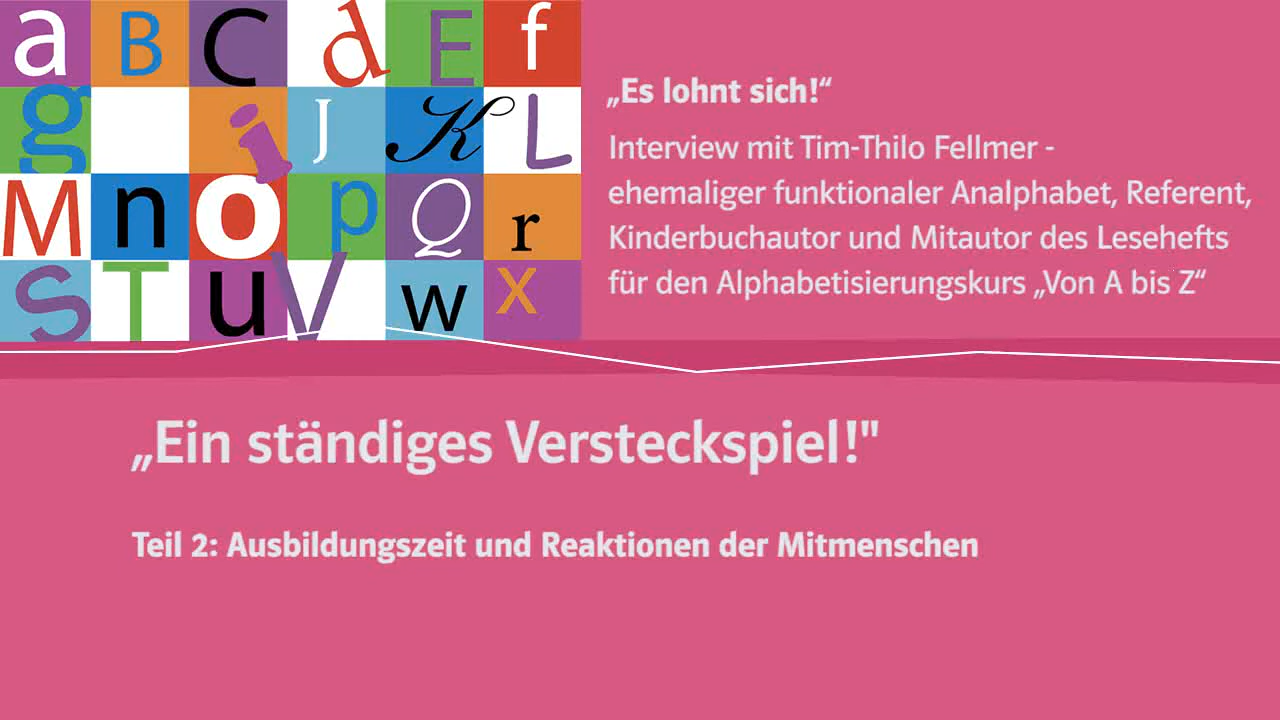 a B C d E f
g i J K L
M n o p Q r
S T u V w x
„Es lohnt sich!“
Interview mit Tim-Thilo Fellmer -
ehemaliger funktionaler Analphabet, Referent,
Kinderbuchautor und Mitautor des Lesehefts
für den Alphabetisierungskurs „Von A bis Z“
„Ein ständiges Versteckspiel!"
Teil 2: Ausbildungszeit und Reaktionen der Mitmenschen